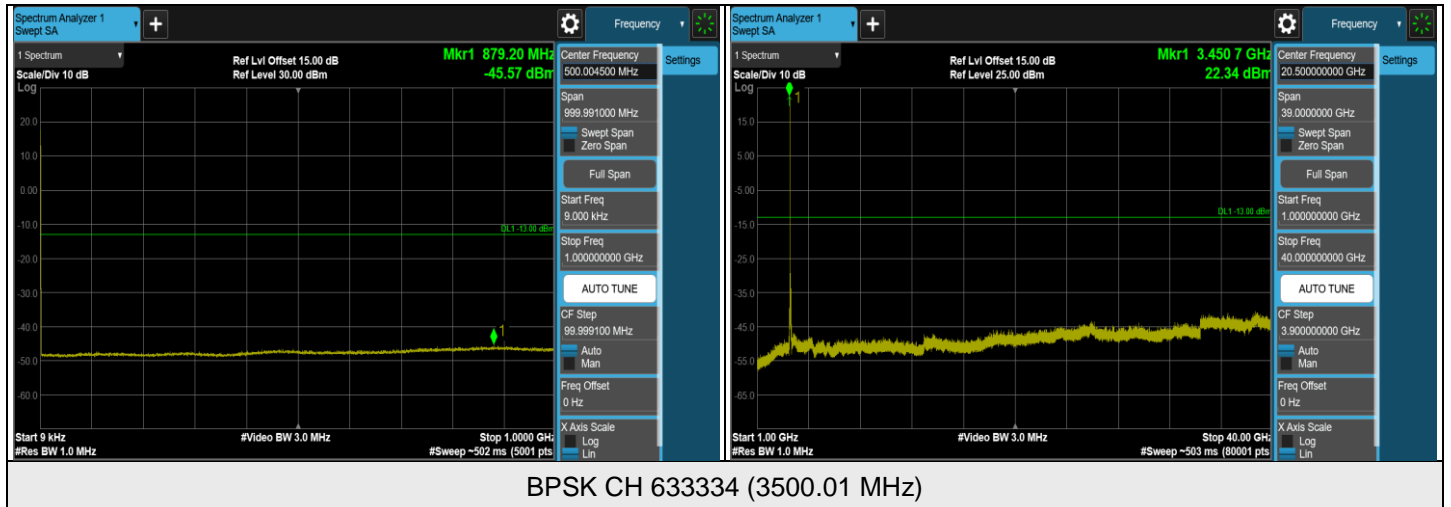 Spectrum Analyzer 1
Swept SA
+
Frequency
1 Spectrum
Scale/Div 10 dB
Log
Ref Lvl Offset 15.00 dB
Ref Level 30.00 dBm
Mkr1 879.20 MHz
-45.57 dBm
20.0
10.0
0.00
-10.0
-20.0
-30.0
-40.0
-50.0
-60.0
DL1 -13.00 dBm
1
Start 9 kHz
#Res BW 1.0 MHz
#Video BW 3.0 MHz
Stop 1.0000 GHz
#Sweep ~502 ms (5001 pts
Center Frequency
500.004500 MHz
Span
999.991000 MHz
Swept Span
Zero Span
Full Span
Start Freq
9.000 kHz
Stop Freq
1.000000000 GHz
AUTO TUNE
CF Step
99.999100 MHz
Auto
Man
Freq Offset
0 Hz
X Axis Scale
Log
Lin
Settings
Spectrum Analyzer 1
Swept SA
+
Frequency
1 Spectrum
Scale/Div 10 dB
Log
Ref Lvl Offset 15.00 dB
Ref Level 25.00 dBm
Mkr1 3.450 7 GHz
22.34 dBm
1
15.0
5.00
-5.00
-15.0
-25.0
-35.0
-45.0
-55.0
-65.0
DL1 -13.00 dBm
Start 1.00 GHz
#Res BW 1.0 MHz
#Video BW 3.0 MHz
Stop 40.00 GHz
#Sweep ~503 ms (80001 pts
Center Frequency
20.500000000 GHz
Span
39.0000000 GHz
Swept Span
Zero Span
Full Span
Start Freq
1.000000000 GHz
Stop Freq
40.000000000 GHz
AUTO TUNE
CF Step
3.900000000 GHz
Auto
Man
Freq Offset
0 Hz
X Axis Scale
Log
Lin
Settings
BPSK CH 633334 (3500.01 MHz)